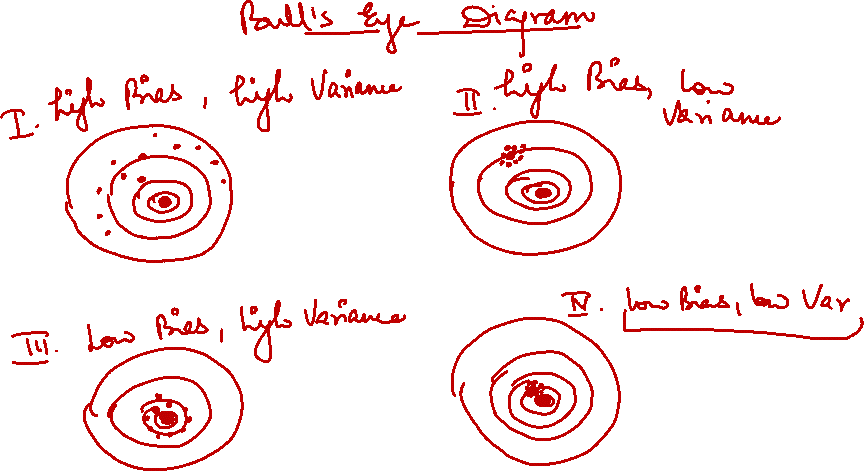 Bull's Eye Diagram
I. high Bias, high Variance
II. high Bias, low
Variance
III. Low Bias, high Variance
IV. low Bias, low Var